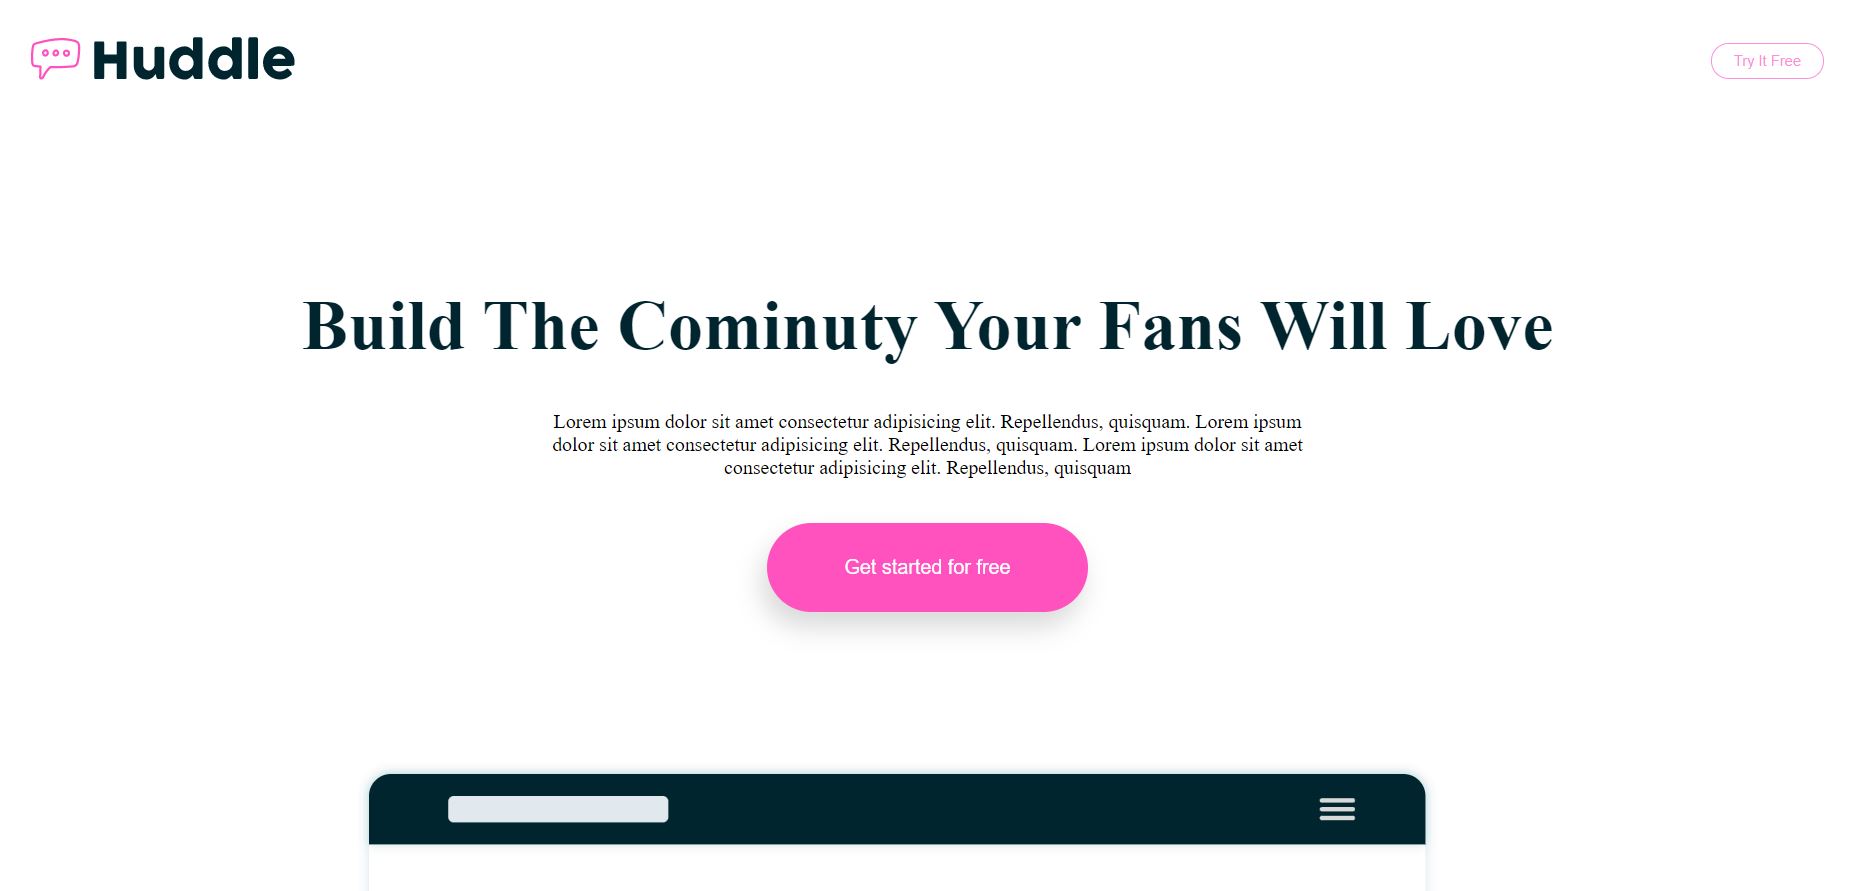 Huddle
Try It Free
Build The Cominuty Your Fans Will Love
Lorem ipsum dolor sit amet consectetur adipisicing elit. Repellendus, quisquam. Lorem ipsum
dolor sit amet consectetur adipisicing elit. Repellendus, quisquam. Lorem ipsum dolor sit amet
consectetur adipisicing elit. Repellendus, quisquam
Get started for free